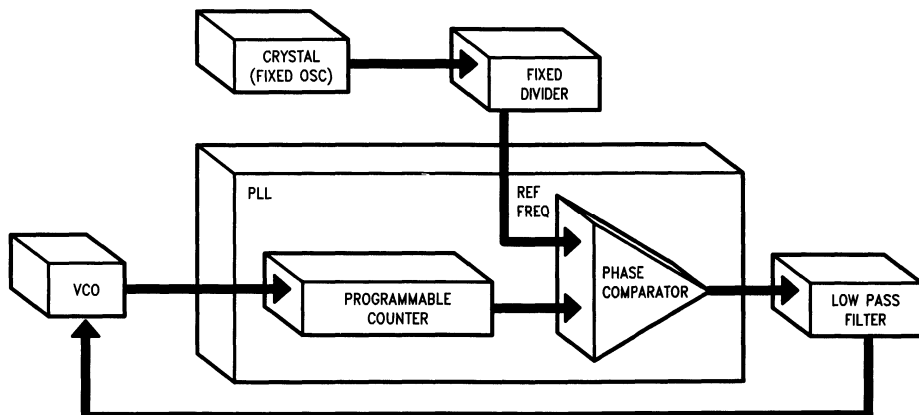 CRYSTAL
(FIXED OSC)
FIXED
DIVIDER
PLL
REF
FREQ
VCO
PROGRAMMABLE
COUNTER
PHASE
COMPARATOR
LOW PASS
FILTER